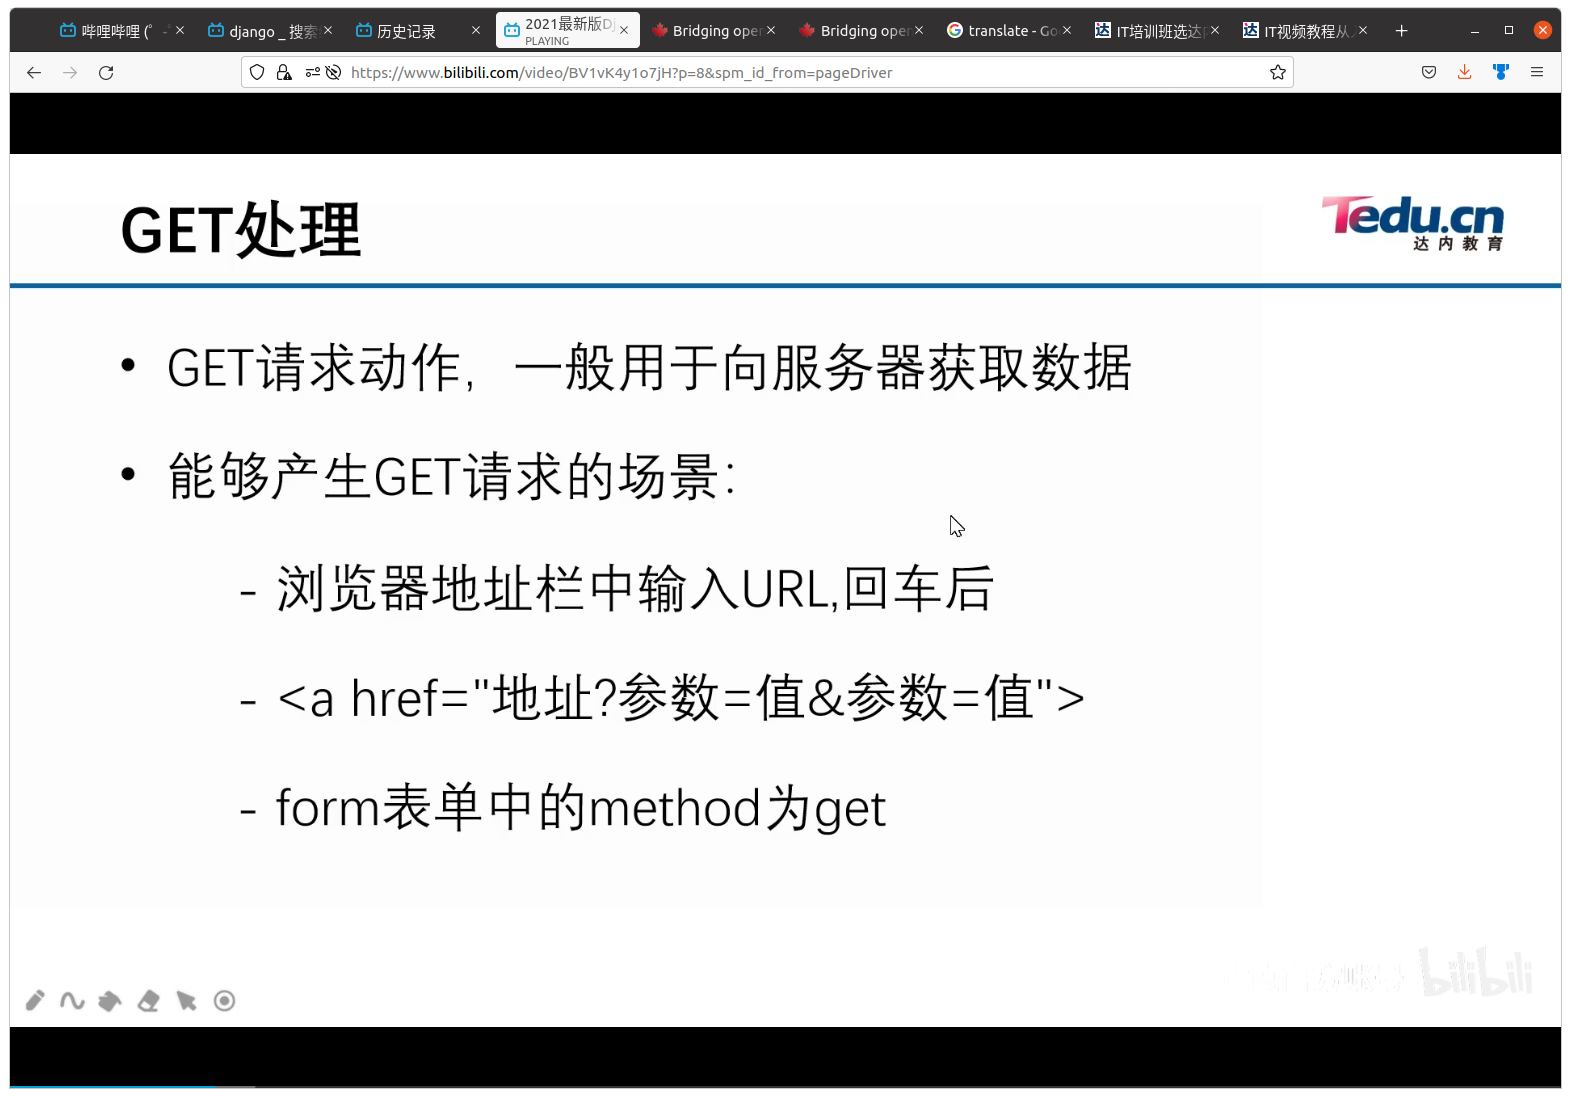 哔哩哔哩 (゜-゜
django _ 搜索
历史记录
2021最新版Dj
PLAYING
Bridging oper
Bridging oper
translate - Go
IT培训班选达内
IT视频教程从入
https://www.bilibili.com/video/BV1vK4y1o7jH?p=8&spm_id_from=pageDriver
GET处理
Tedu.cn
达内教育
• GET请求动作，一般用于向服务器获取数据
• 能够产生GET请求的场景：
- 浏览器地址栏中输入URL,回车后
- <a href="地址?参数=值&参数=值">
- form表单中的method为get
bilibili